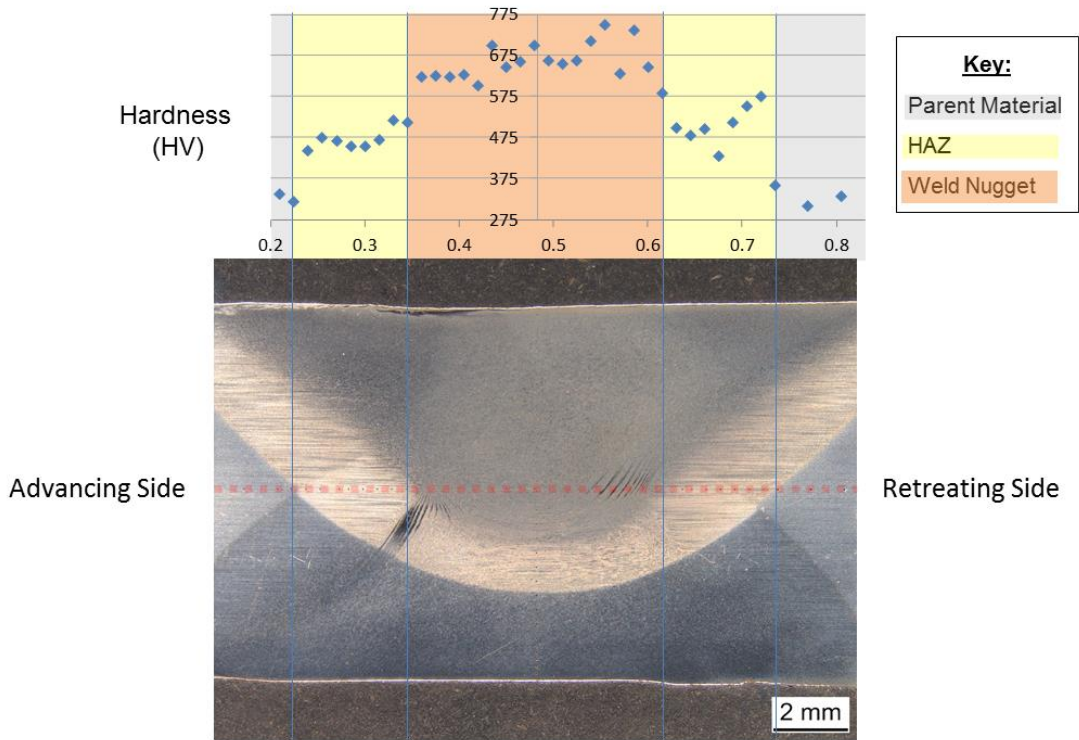 775
675
575
475
375
275
Hardness
(HV)
0.2 0.3 0.4 0.5 0.6 0.7 0.8
Key:
Parent Material
HAZ
Weld Nugget
Advancing Side
Retreating Side
2 mm